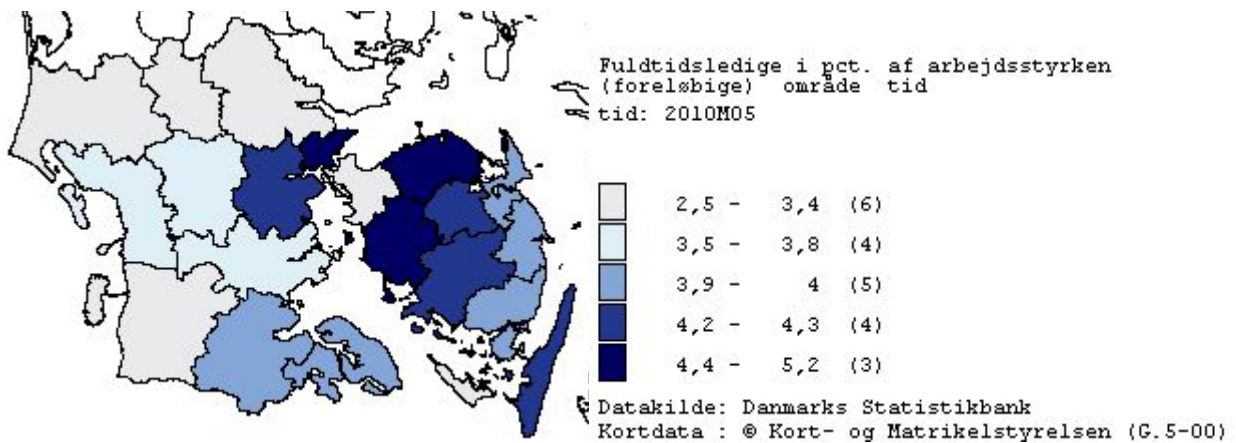 Fuldtidsledige i pct. af arbejdsstyrken
(foreløbige) område tid
tid: 2010M05
2,5 - 3,4 (6)
3,5 - 3,8 (4)
3,9 - 4 (5)
4,2 - 4,3 (4)
4,4 - 5,2 (3)
Datakilde: Danmarks Statistikbank
Kortdata : © Kort- og Matrikelstyrelsen (G.5-00)